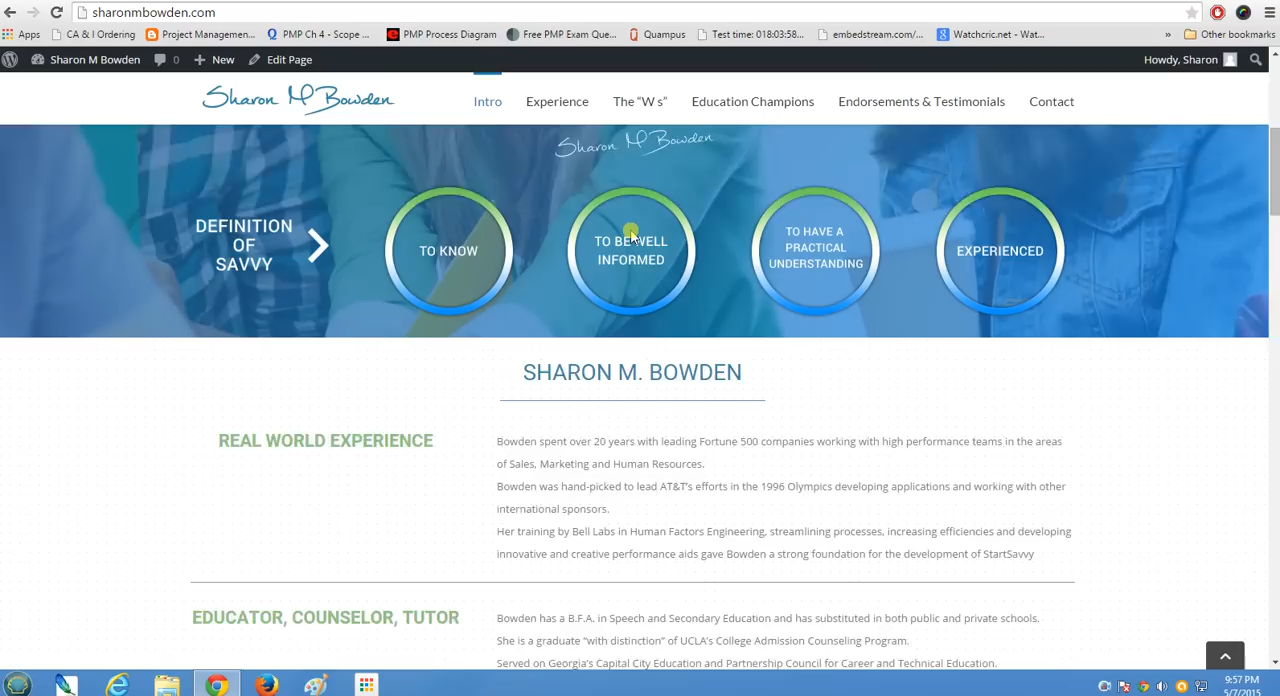 sharonmbowden.com
Apps CA & I Ordering Project Managemen... PMP Ch 4 - Scope ... PMP Process Diagram Free PMP Exam Que... Quampus Test time: 018:03:58... embedstream.com/... Watchcric.net - Wat... » Other bookmarks
Sharon M Bowden 0 + New Edit Page Howdy, Sharon
Sharon M Bowden Intro Experience The “W s” Education Champions Endorsements & Testimonials Contact
Sharon M Bowden
DEFINITION
OF
SAVVY
TO KNOW
TO BE WELL
INFORMED
TO HAVE A
PRACTICAL
UNDERSTANDING
EXPERIENCED
SHARON M. BOWDEN
REAL WORLD EXPERIENCE
Bowden spent over 20 years with leading Fortune 500 companies working with high performance teams in the areas
of Sales, Marketing and Human Resources.
Bowden was hand-picked to lead AT&T's efforts in the 1996 Olympics developing applications and working with other
international sponsors.
Her training by Bell Labs in Human Factors Engineering, streamlining processes, increasing efficiencies and developing
innovative and creative performance aids gave Bowden a strong foundation for the development of StartSavvy
EDUCATOR, COUNSELOR, TUTOR
Bowden has a B.F.A. in Speech and Secondary Education and has substituted in both public and private schools.
She is a graduate “with distinction” of UCLA's College Admission Counseling Program.
Served on Georgia's Capital City Education and Partnership Council for Career and Technical Education.
9:57 PM
5/7/2015